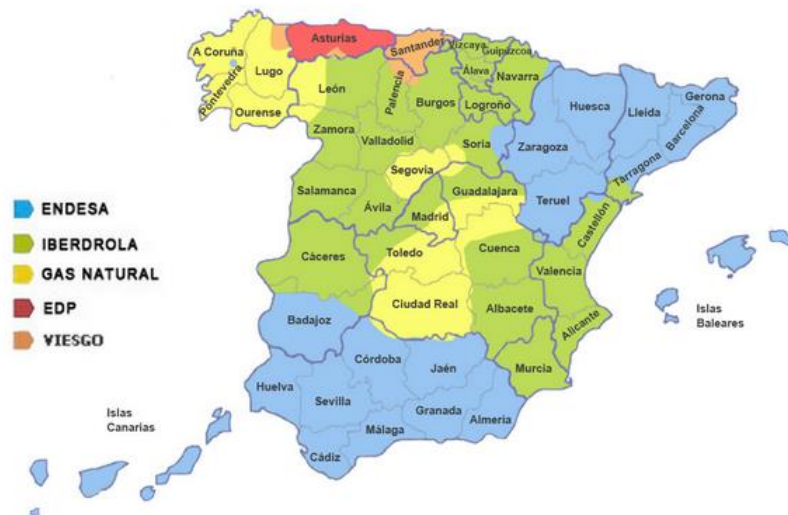 A Coruña
Lugo
Pontevedra
Ourense
Asturias
Santander
Vizcaya
Guipúzcoa
Álava
Navarra
León
Palencia
Burgos
Logroño
Huesca
Lleida
Gerona
Barcelona
Tarragona
Zamora
Valladolid
Soria
Zaragoza
Segovia
Teruel
Salamanca
Ávila
Madrid
Guadalajara
Castellón
ENDESA
IBERDROLA
GAS NATURAL
EDP
VIESGO
Cáceres
Toledo
Cuenca
Valencia
Ciudad Real
Albacete
Alicante
Islas
Baleares
Badajoz
Murcia
Córdoba
Jaén
Huelva
Sevilla
Granada
Almeria
Málaga
Cádiz
Islas
Canarias